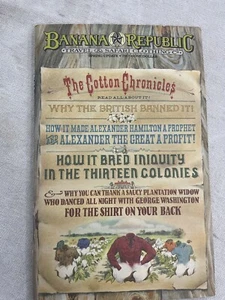 BANANA REPUBLIC
TRAVEL & SAFARI CLOTHING CO
The Cotton Chronicles
READ ALL ABOUT IT!
WHY THE BRITISH BANNED IT!
HOW IT MADE ALEXANDER HAMILTON A PROPHET
AND ALEXANDER THE GREAT A PROFIT!
HOW IT BRED INIQUITY
IN THE THIRTEEN COLONIES
& WHY YOU CAN THANK A SAUCY PLANTATION WIDOW
WHO DANCED ALL NIGHT WITH GEORGE WASHINGTON
FOR THE SHIRT ON YOUR BACK